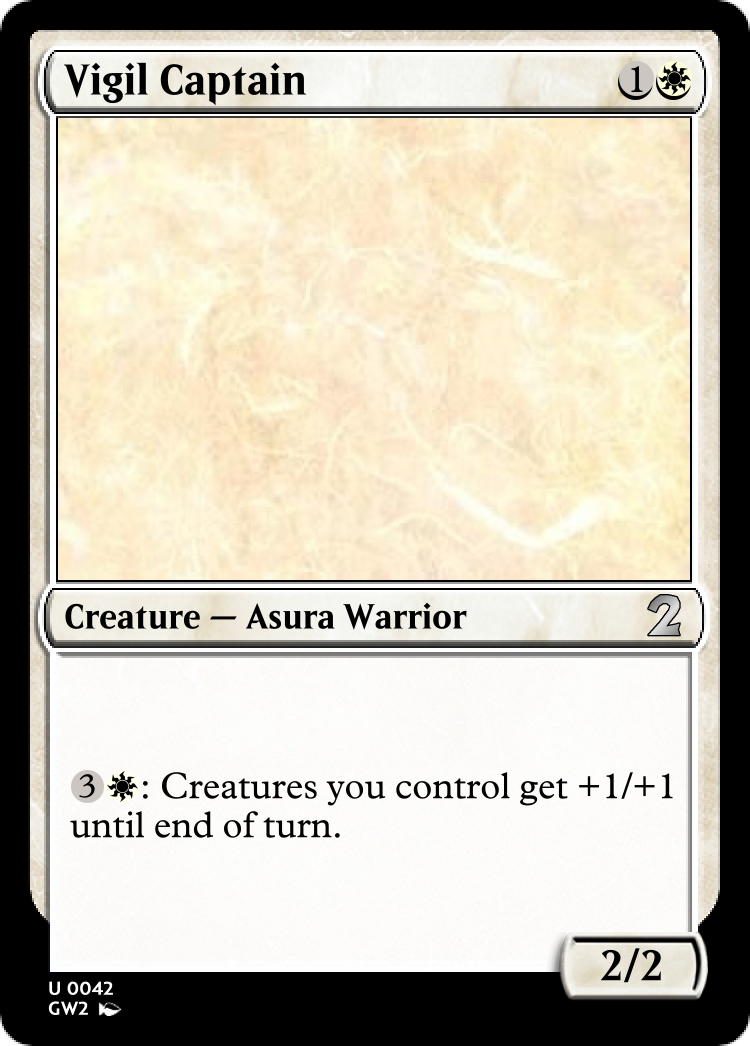 Vigil Captain 1
Creature — Asura Warrior 2
3 : Creatures you control get +1/+1
until end of turn.
2/2
U 0042
GW2